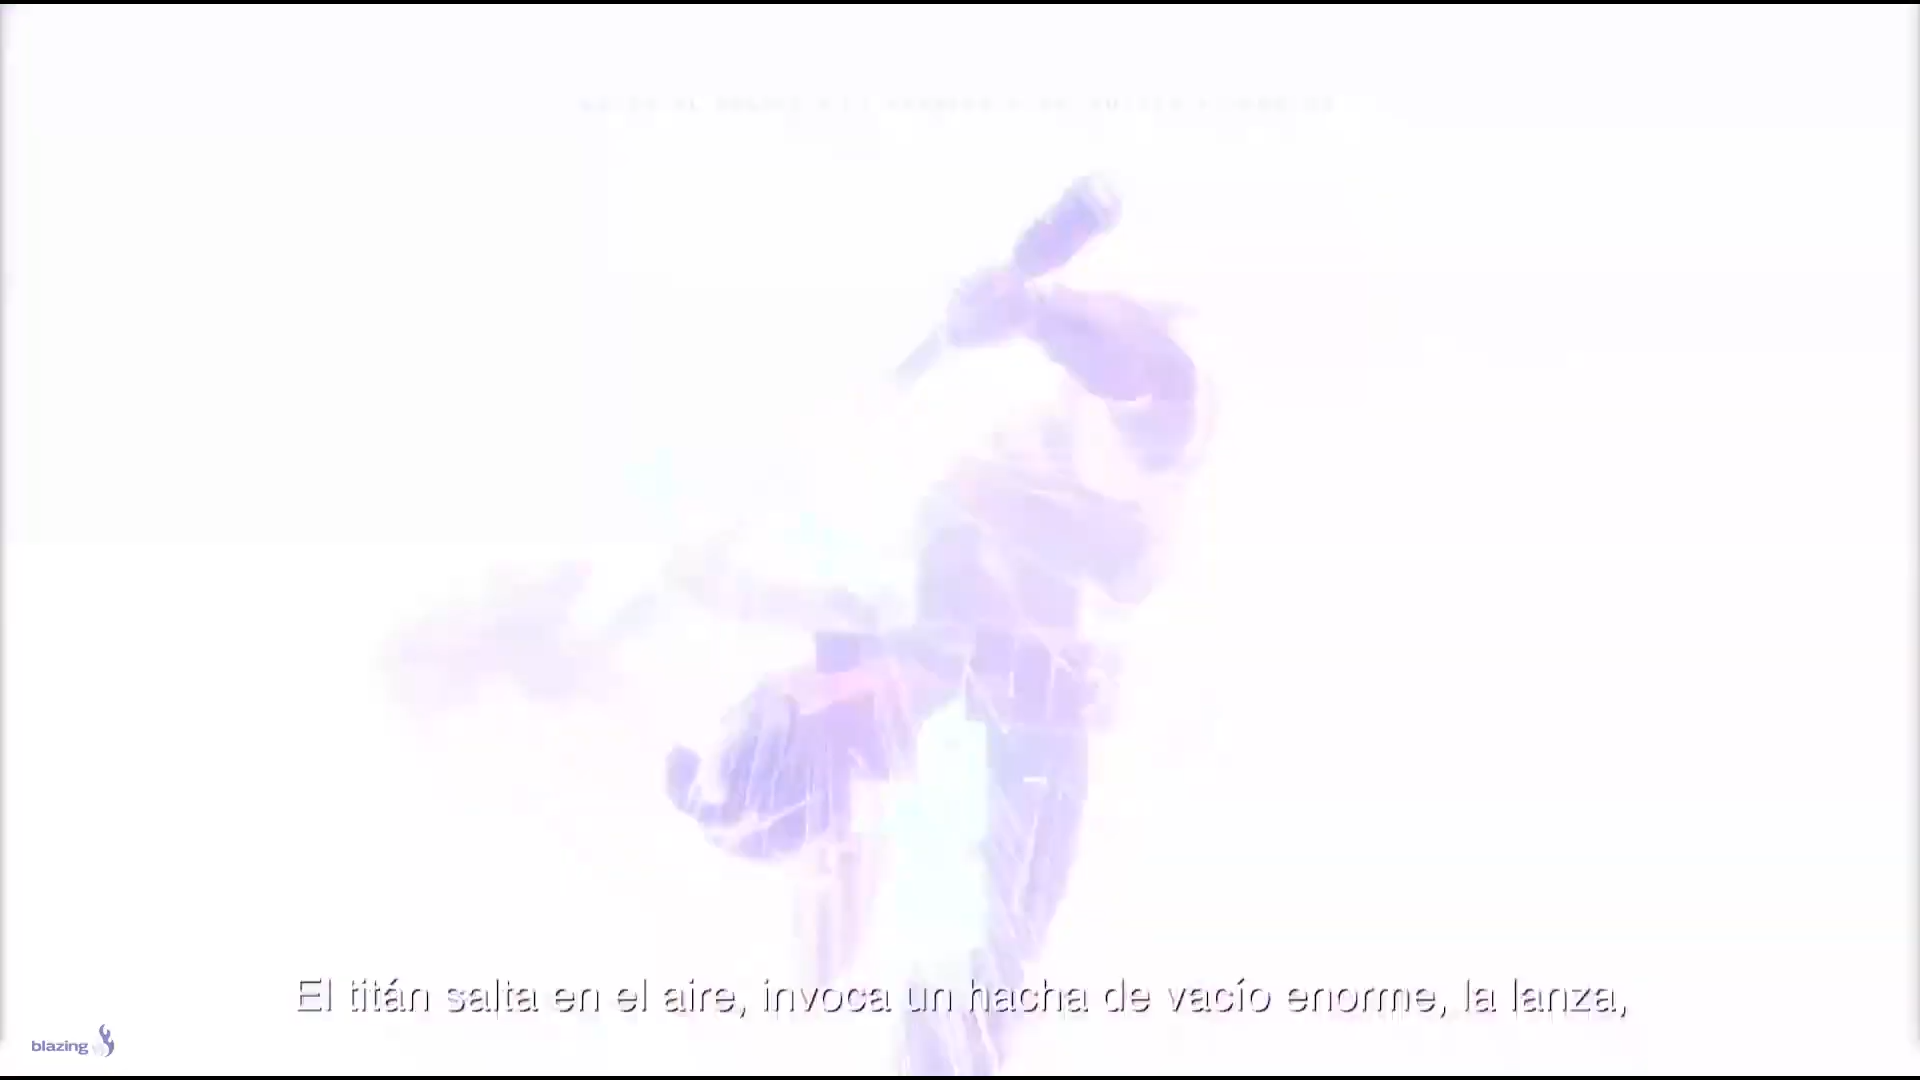 El titán salta en el aire, invoca un hacha de vacío enorme, la lanza,
blazing